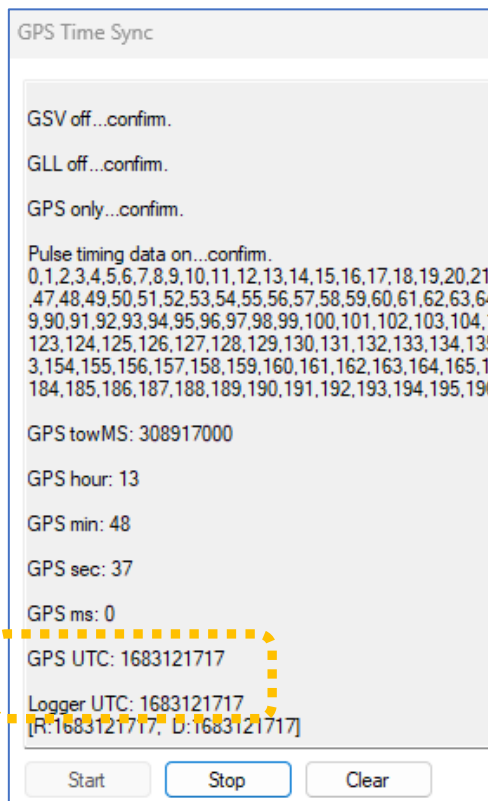 GPS Time Sync
GSV off...confirm.
GLL off...confirm.
GPS only...confirm.
Pulse timing data on...confirm.
0,1,2,3,4,5,6,7,8,9,10,11,12,13,14,15,16,17,18,19,20,21
,47,48,49,50,51,52,53,54,55,56,57,58,59,60,61,62,63,64
9,90,91,92,93,94,95,96,97,98,99,100,101,102,103,104,
123,124,125,126,127,128,129,130,131,132,133,134,135
3,154,155,156,157,158,159,160,161,162,163,164,165,1
184,185,186,187,188,189,190,191,192,193,194,195,196
GPS towMS: 308917000
GPS hour: 13
GPS min: 48
GPS sec: 37
GPS ms: 0
GPS UTC: 1683121717
Logger UTC: 1683121717
[R:1683121717, D:1683121717]
Start Stop Clear